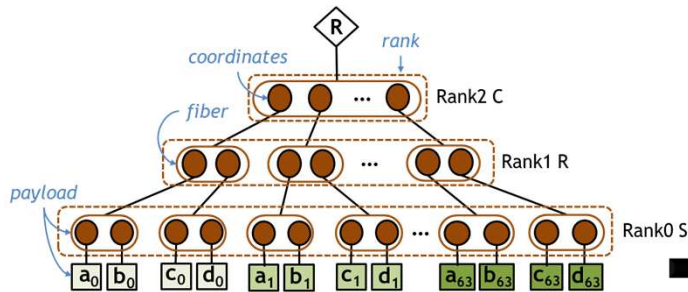 R
coordinates
rank
...
Rank2 C
fiber
...
Rank1 R
payload
...
Rank0 S
a0 b0 c0 d0 a1 b1 c1 d1 a63 b63 c63 d63